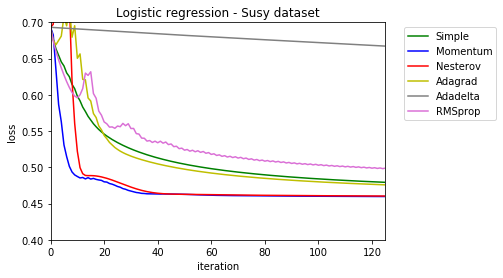 Logistic regression - Susy dataset
0.70
0.65
0.60
0.55
0.50
0.45
0.40
loss
0 20 40 60 80 100 120
iteration
Simple
Momentum
Nesterov
Adagrad
Adadelta
RMSprop